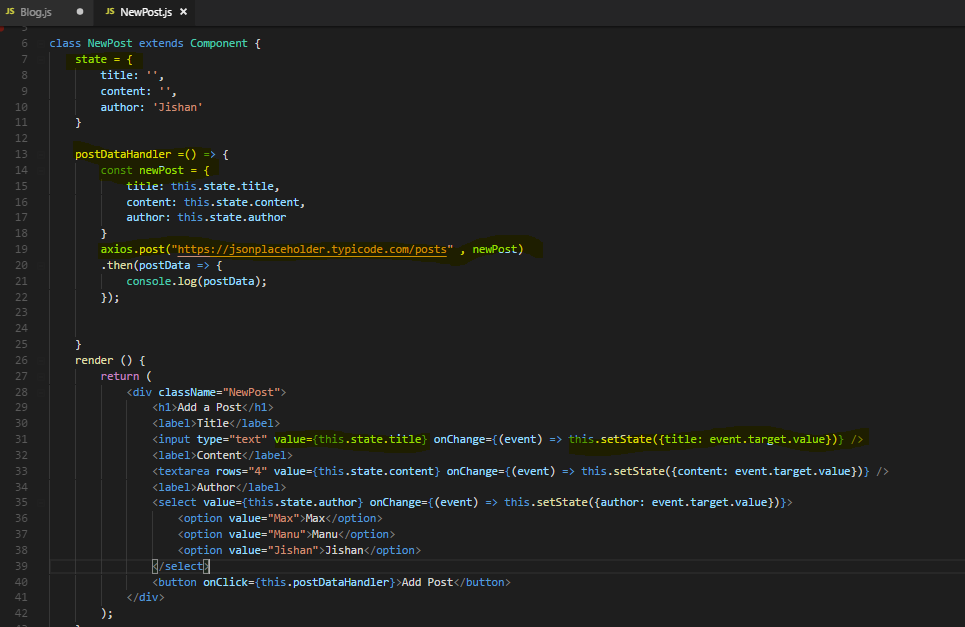 JS Blog.js ● JS NewPost.js ×
5
6 class NewPost extends Component {
7 state = {
8 title: '',
9 content: '',
10 author: 'Jishan'
11 }
12
13 postDataHandler =() => {
14 const newPost = {
15 title: this.state.title,
16 content: this.state.content,
17 author: this.state.author
18 }
19 axios.post("https://jsonplaceholder.typicode.com/posts" , newPost)
20 .then(postData => {
21 console.log(postData);
22 });
23
24
25 }
26 render () {
27 return (
28 <div className="NewPost">
29 <h1>Add a Post</h1>
30 <label>Title</label>
31 <input type="text" value={this.state.title} onChange={(event) => this.setState({title: event.target.value})} />
32 <label>Content</label>
33 <textarea rows="4" value={this.state.content} onChange={(event) => this.setState({content: event.target.value})} />
34 <label>Author</label>
35 <select value={this.state.author} onChange={(event) => this.setState({author: event.target.value})}>
36 <option value="Max">Max</option>
37 <option value="Manu">Manu</option>
38 <option value="Jishan">Jishan</option>
39 </select>
40 <button onClick={this.postDataHandler}>Add Post</button>
41 </div>
42 );